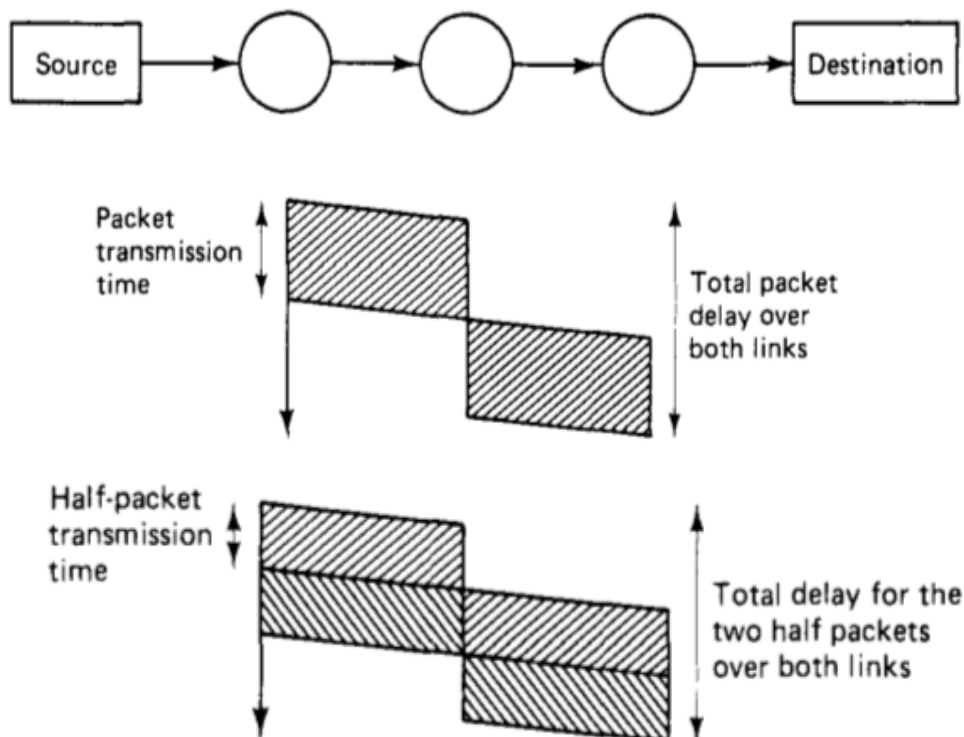 Source
Destination
Packet
transmission
time
Total packet
delay over
both links
Half-packet
transmission
time
Total delay for the
two half packets
over both links